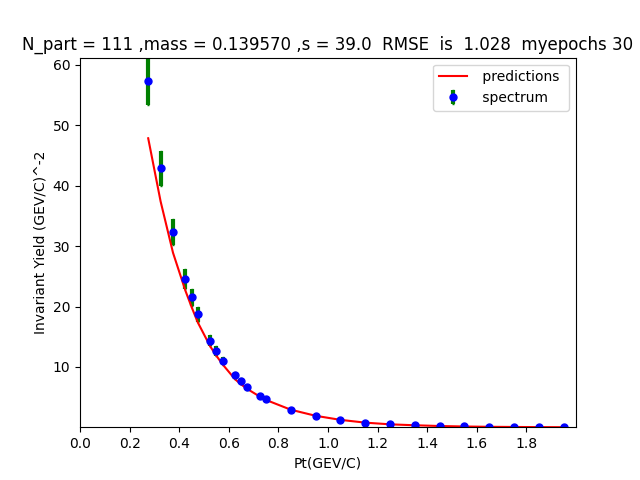 N_part = 111 ,mass = 0.139570 ,s = 39.0  RMSE  is  1.028  myepochs 30
predictions
spectrum
Invariant Yield (GEV/C)^-2
60
50
40
30
20
10
0.0 0.2 0.4 0.6 0.8 1.0 1.2 1.4 1.6 1.8
Pt(GEV/C)